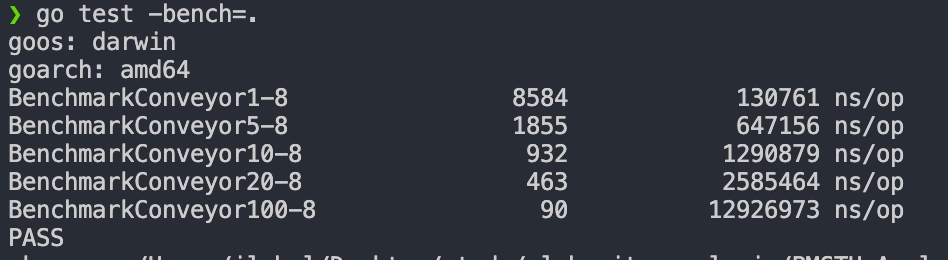 ❯ go test -bench=.
goos: darwin
goarch: amd64
BenchmarkConveyor1-8 8584 130761 ns/op
BenchmarkConveyor5-8 1855 647156 ns/op
BenchmarkConveyor10-8 932 1290879 ns/op
BenchmarkConveyor20-8 463 2585464 ns/op
BenchmarkConveyor100-8 90 12926973 ns/op
PASS